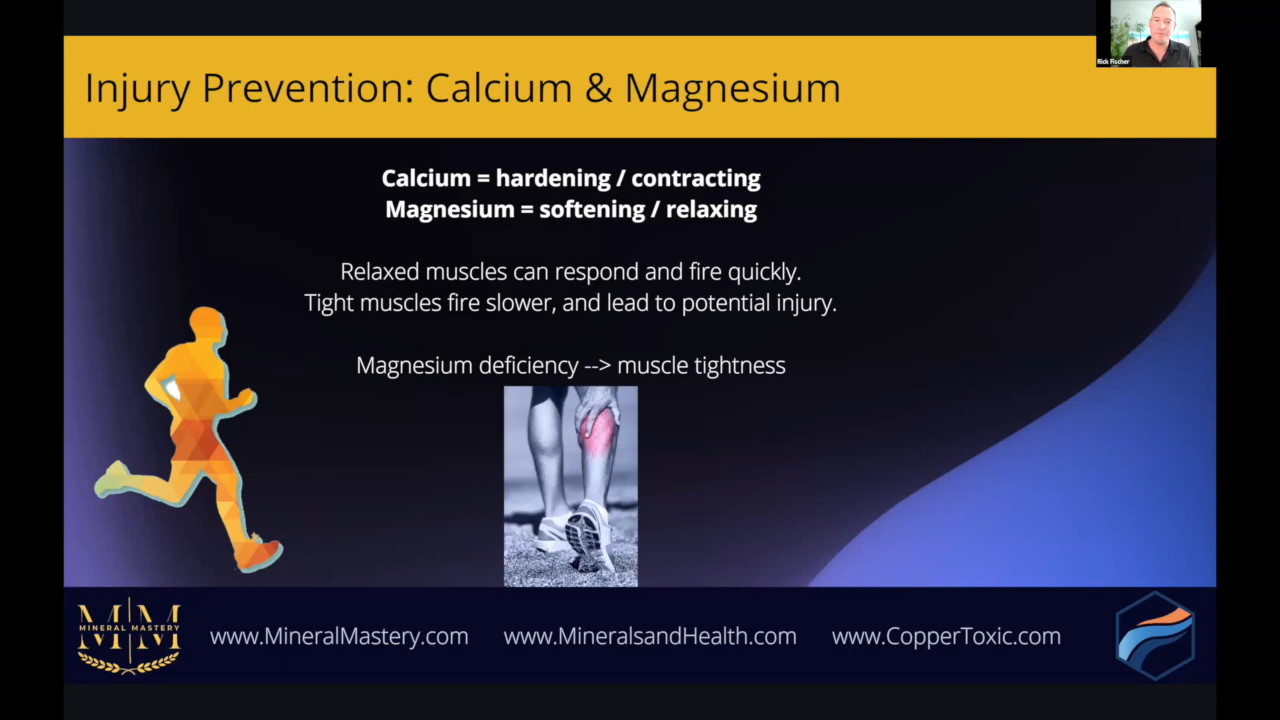 Rick Fischer
Injury Prevention: Calcium & Magnesium
Calcium = hardening / contracting
Magnesium = softening / relaxing
Relaxed muscles can respond and fire quickly.
Tight muscles fire slower, and lead to potential injury.
Magnesium deficiency --> muscle tightness
M M
MINERAL MASTERY
www.MineralMastery.com
www.MineralsandHealth.com
www.CopperToxic.com